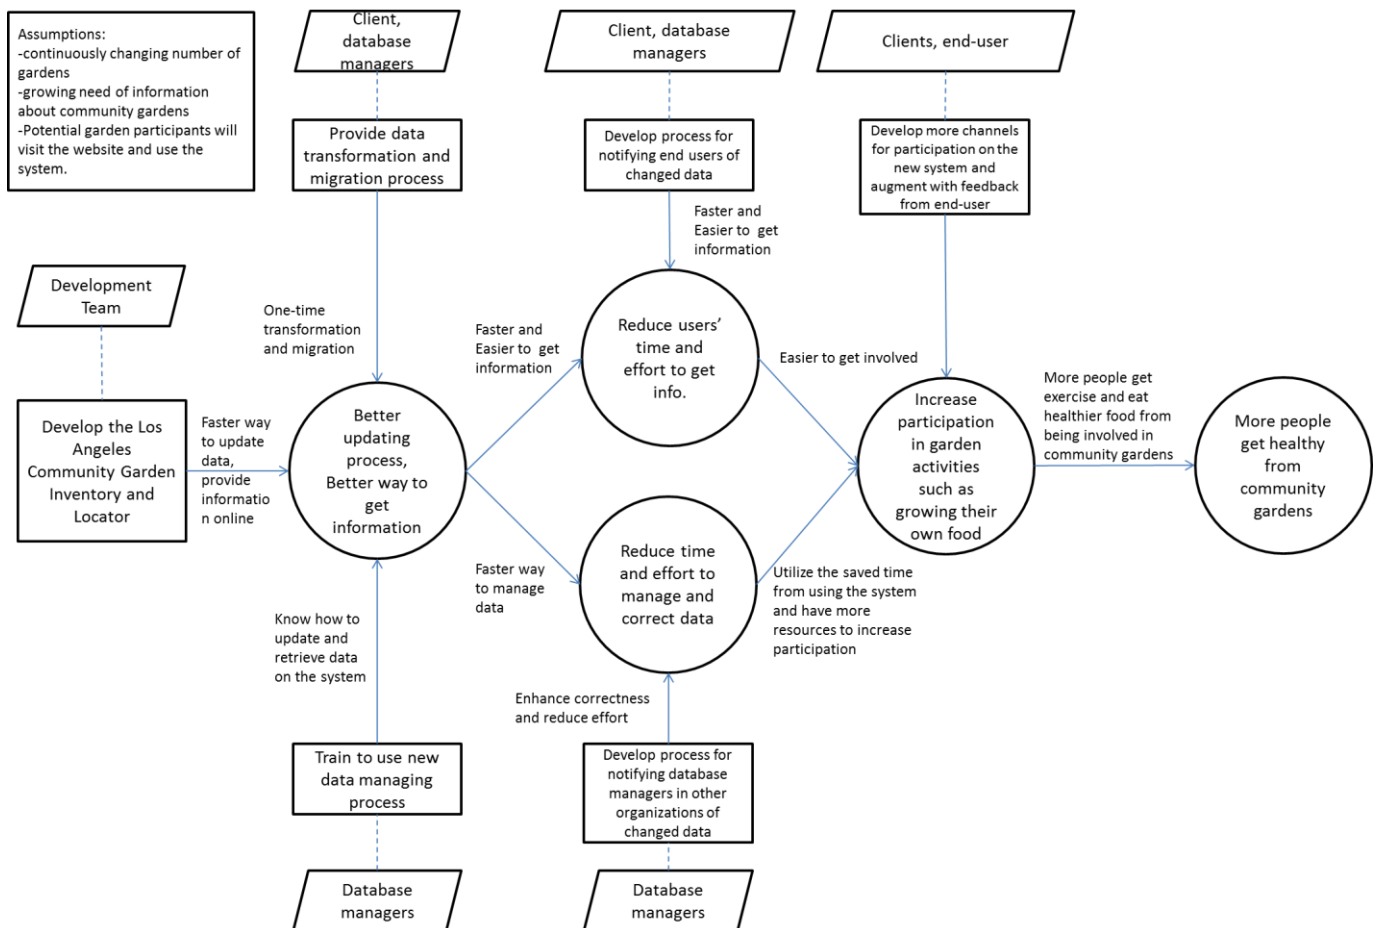 Assumptions:
-continuously changing number of
gardens
-growing need of information
about community gardens
-Potential garden participants will
visit the website and use the
system.
Client,
database
managers
Client, database
managers
Clients, end-user
Provide data
transformation and
migration process
Develop process for
notifying end users of
changed data
Develop more channels
for participation on the
new system and
augment with feedback
from end-user
Faster and
Easier to  get
information
Development
Team
One-time
transformation
and migration
Faster and
Easier to  get
information
Reduce users’
time and
effort to get
info.
Easier to get involved
Develop the Los
Angeles
Community Garden
Inventory and
Locator
Faster way
to update
data,
provide
informatio
n online
Better
updating
process,
Better way to
get
information
Increase
participation
in garden
activities
such as
growing their
own food
More people get
exercise and eat
healthier food from
being involved in
community gardens
More people
get healthy
from
community
gardens
Faster way
to manage
data
Reduce time
and effort to
manage and
correct data
Utilize the saved time
from using the system
and have more
resources to increase
participation
Know how to
update and
retrieve data
on the system
Enhance correctness
and reduce effort
Train to use new
data managing
process
Develop process for
notifying database
managers in other
organizations of
changed data
Database
managers
Database
managers